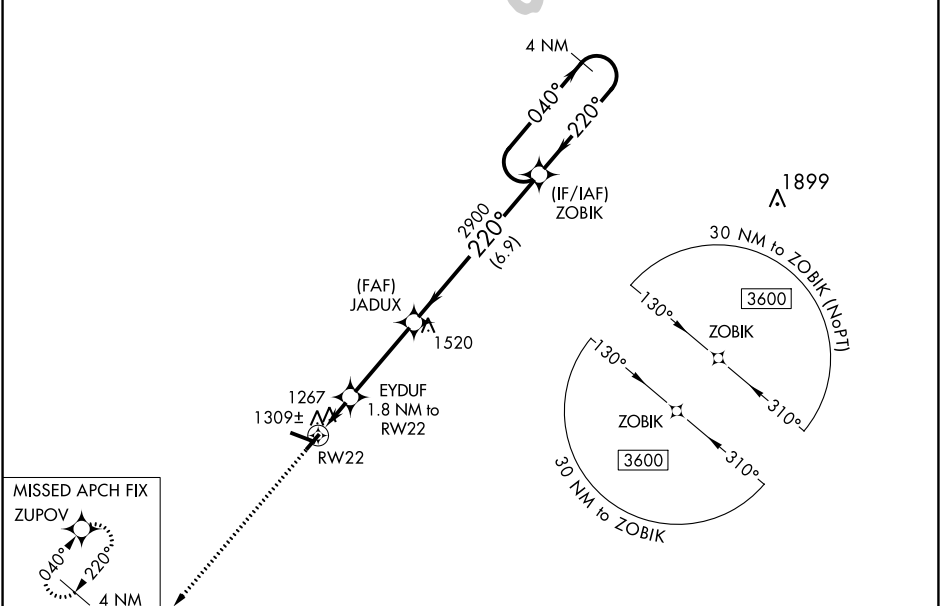 4 NM
040°
220°
(IF/IAF)
ZOBIK
1899
2900
220°
(6.9)
30 NM to ZOBIK (NoPT)
3600
130°
ZOBIK
310°
(FAF)
JADUX
1520
130°
ZOBIK
310°
3600
30 NM to ZOBIK
EYDUF
1.8 NM to
RW22
1267
1309±
RW22
MISSED APCH FIX
ZUPOV
040°
220°
4 NM